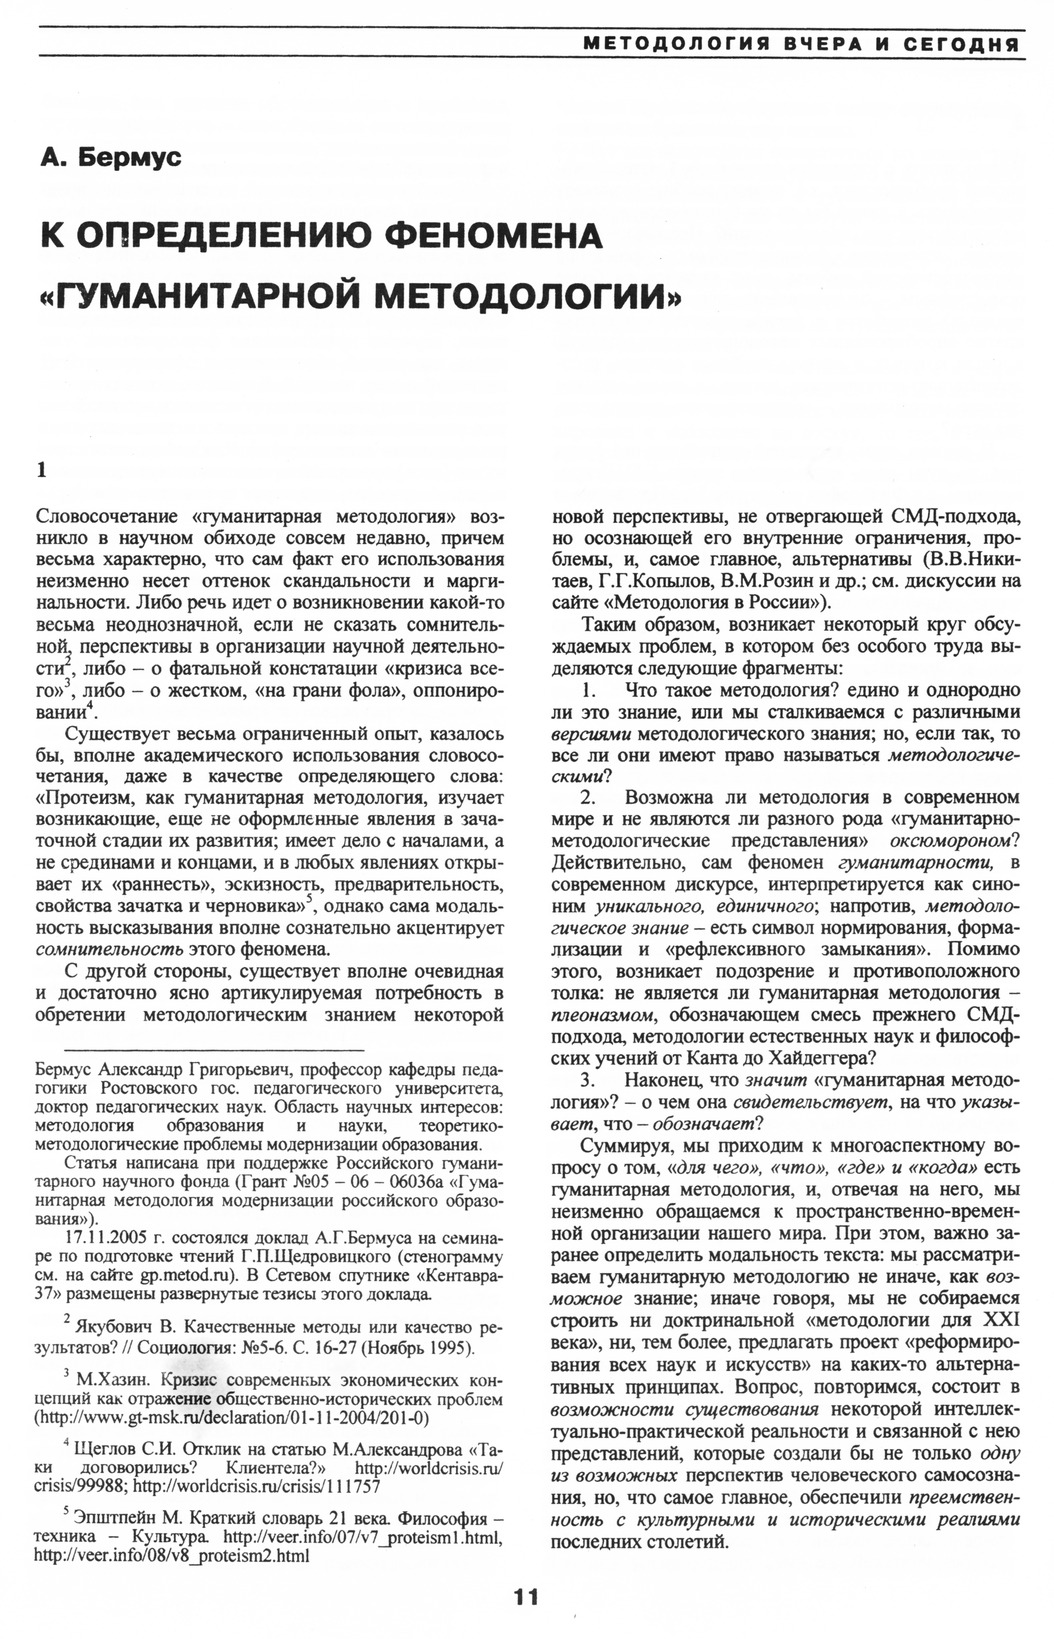 МЕТОДОЛОГИЯ ВЧЕРА И СЕГОДНЯ
А. Бермус
К ОПРЕДЕЛЕНИЮ ФЕНОМЕНА
«ГУМАНИТАРНОЙ МЕТОДОЛОГИИ»
1
Словосочетание «гуманитарная методология» воз-
никло в научном обиходе совсем недавно, причем
весьма характерно, что сам факт его использования
неизменно несет оттенок скандальности и марги-
нальности. Либо речь идет о возникновении какой-то
весьма неоднозначной, если не сказать сомнитель-
ной, перспективы в организации научной деятельно-
сти², либо – о фатальной констатации «кризиса все-
го»³, либо – о жестком, «на грани фола», оппониро-
вании⁴.
Существует весьма ограниченный опыт, казалось
бы, вполне академического использования словосо-
четания, даже в качестве определяющего слова:
«Протеизм, как гуманитарная методология, изучает
возникающие, еще не оформленные явления в зача-
точной стадии их развития; имеет дело с началами, а
не срединами и концами, и в любых явлениях откры-
вает их «раннесть», эскизность, предварительность,
свойства зачатка и черновика»⁵, однако сама модаль-
ность высказывания вполне сознательно акцентирует
сомнительность этого феномена.
С другой стороны, существует вполне очевидная
и достаточно ясно артикулируемая потребность в
обретении методологическим знанием некоторой
Бермус Александр Григорьевич, профессор кафедры педа-
гогики Ростовского гос. педагогического университета,
доктор педагогических наук. Область научных интересов:
методология образования и науки, теоретико-
методологические проблемы модернизации образования.
Статья написана при поддержке Российского гумани-
тарного научного фонда (Грант №05 – 06 – 06036а «Гума-
нитарная методология модернизации российского образо-
вания»).
17.11.2005 г. состоялся доклад А.Г.Бермуса на семина-
ре по подготовке чтений Г.П.Щедровицкого (стенограмму
см. на сайте gp.metod.ru). В Сетевом спутнике «Кентавра-
37» размещены развернутые тезисы этого доклада.
² Якубович В. Качественные методы или качество ре-
зультатов? // Социология: №5-6. С. 16-27 (Ноябрь 1995).
³ М.Хазин. Кризис современных экономических кон-
цепций как отражение общественно-исторических проблем
(http://www.gt-msk.ru/declaration/01-11-2004/201-0)
⁴ Щеглов С.И. Отклик на статью М.Александрова «Та-
ки договорились? Клиентела?» http://worldcrisis.ru/
crisis/99988; http://worldcrisis.ru/crisis/111757
⁵ Эпштпейн М. Краткий словарь 21 века. Философия –
техника – Культура. http://veer.info/07/v7_proteism1.html,
http://veer.info/08/v8_proteism2.html
новой перспективы, не отвергающей СМД-подхода,
но осознающей его внутренние ограничения, про-
блемы, и, самое главное, альтернативы (В.В.Ники-
таев, Г.Г.Копылов, В.М.Розин и др.; см. дискуссии на
сайте «Методология в России»).
Таким образом, возникает некоторый круг обсу-
ждаемых проблем, в котором без особого труда вы-
деляются следующие фрагменты:
1. Что такое методология? едино и однородно
ли это знание, или мы сталкиваемся с различными
версиями методологического знания; но, если так, то
все ли они имеют право называться методологиче-
скими?
2. Возможна ли методология в современном
мире и не являются ли разного рода «гуманитарно-
методологические представления» оксюмороном?
Действительно, сам феномен гуманитарности, в
современном дискурсе, интерпретируется как сино-
ним уникального, единичного; напротив, методоло-
гическое знание – есть символ нормирования, форма-
лизации и «рефлексивного замыкания». Помимо
этого, возникает подозрение и противоположного
толка: не является ли гуманитарная методология –
плеоназмом, обозначающем смесь прежнего СМД-
подхода, методологии естественных наук и философ-
ских учений от Канта до Хайдеггера?
3. Наконец, что значит «гуманитарная методо-
логия»? – о чем она свидетельствует, на что указы-
вает, что – обозначает?
Суммируя, мы приходим к многоаспектному во-
просу о том, «для чего», «что», «где» и «когда» есть
гуманитарная методология, и, отвечая на него, мы
неизменно обращаемся к пространственно-времен-
ной организации нашего мира. При этом, важно за-
ранее определить модальность текста: мы рассматри-
ваем гуманитарную методологию не иначе, как воз-
можное знание; иначе говоря, мы не собираемся
строить ни доктринальной «методологии для XXI
века», ни, тем более, предлагать проект «реформиро-
вания всех наук и искусств» на каких-то альтерна-
тивных принципах. Вопрос, повторимся, состоит в
возможности существования некоторой интеллек-
туально-практической реальности и связанной с нею
представлений, которые создали бы не только одну
из возможных перспектив человеческого самосозна-
ния, но, что самое главное, обеспечили преемствен-
ность с культурными и историческими реалиями
последних столетий.
11